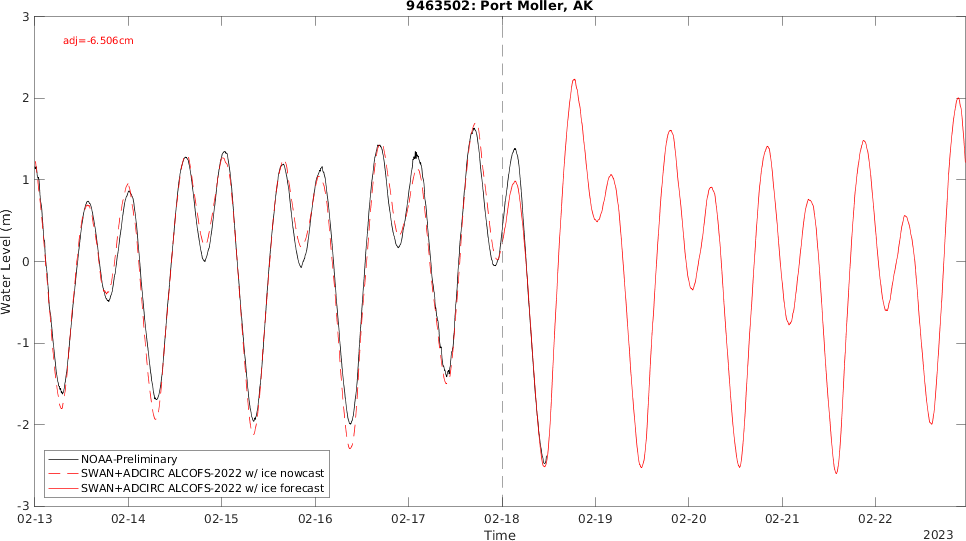 9463502: Port Moller, AK
adj=-6.506cm
3
2
1
0
-1
-2
-3
Water Level (m)
NOAA-Preliminary
SWAN+ADCIRC ALCOFS-2022 w/ ice nowcast
SWAN+ADCIRC ALCOFS-2022 w/ ice forecast
02-13 02-14 02-15 02-16 02-17 02-18 02-19 02-20 02-21 02-22
Time
2023